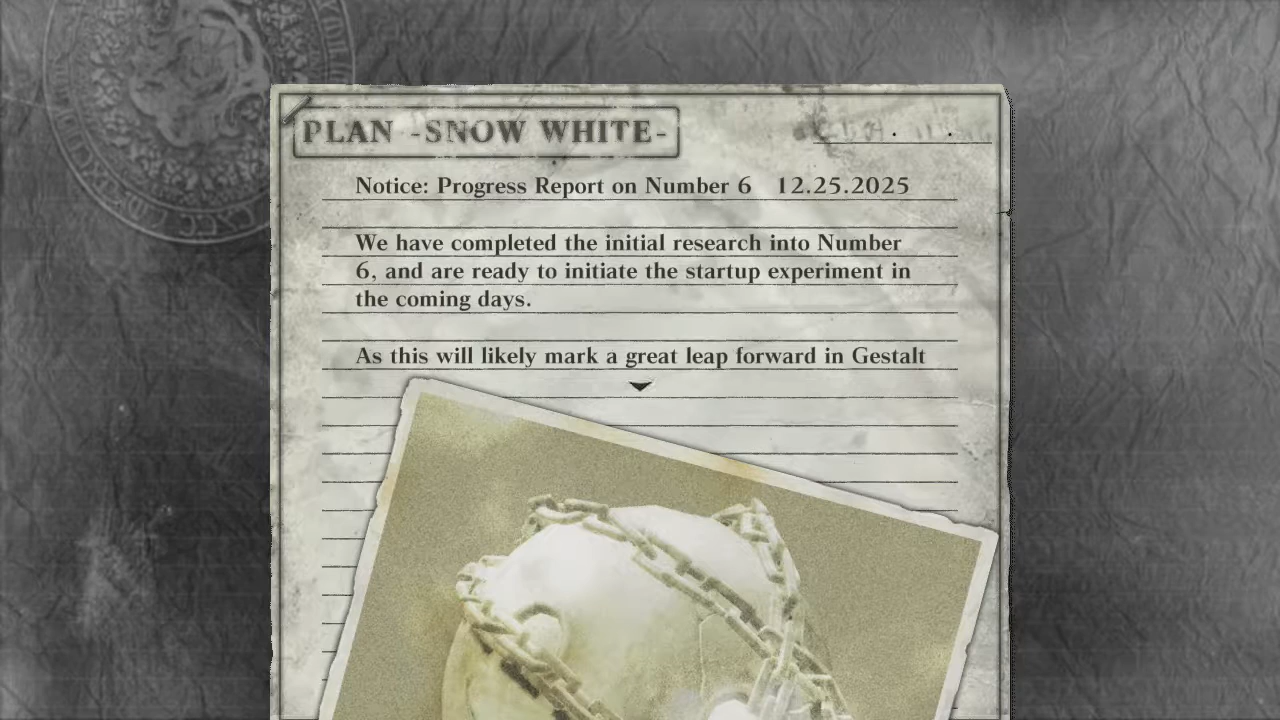 PLAN -SNOW WHITE-
Notice: Progress Report on Number 6 12.25.2025
We have completed the initial research into Number
6, and are ready to initiate the startup experiment in
the coming days.
As this will likely mark a great leap forward in Gestalt